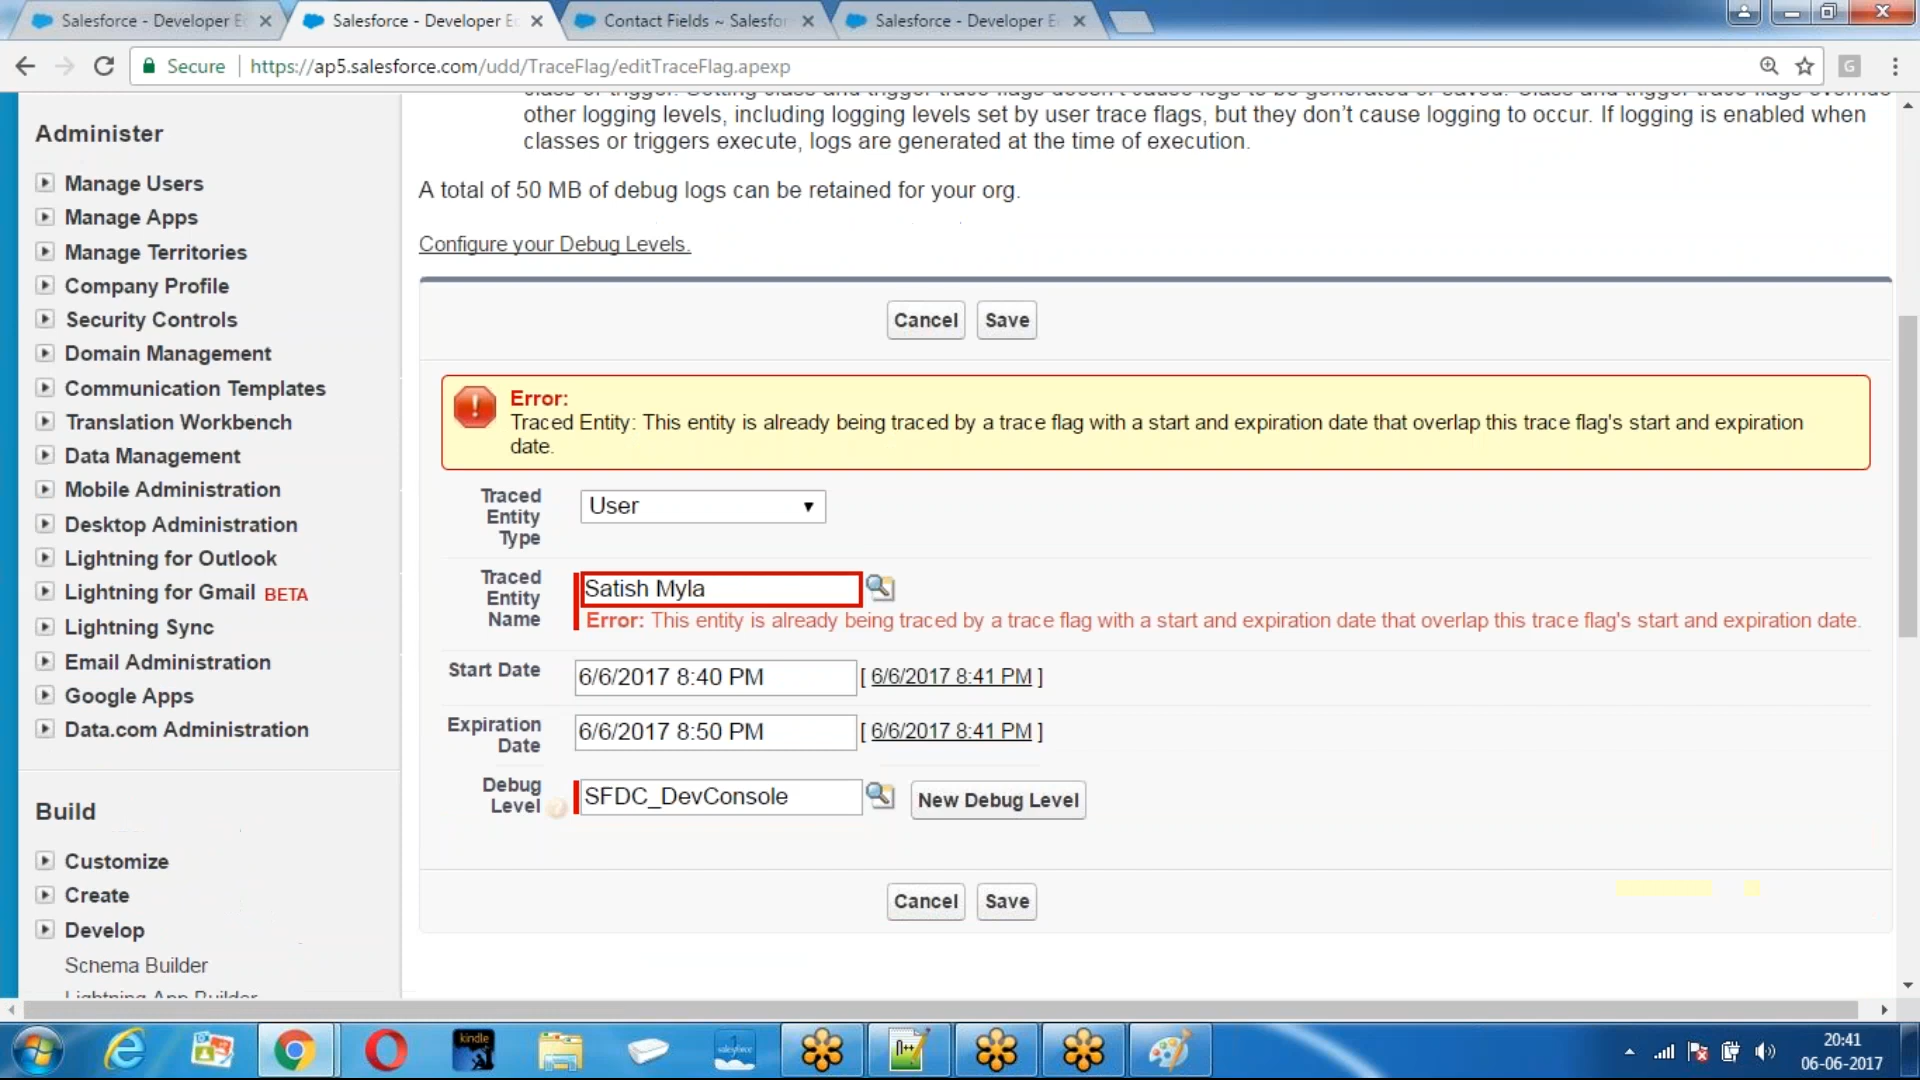 Salesforce - Developer E
Salesforce - Developer E
Contact Fields ~ Salesfor
Salesforce - Developer E
Secure
https://ap5.salesforce.com/udd/TraceFlag/editTraceFlag.apexp
other logging levels, including logging levels set by user trace flags, but they don't cause logging to occur. If logging is enabled when
classes or triggers execute, logs are generated at the time of execution.
A total of 50 MB of debug logs can be retained for your org.
Configure your Debug Levels.
Administer
Manage Users
Manage Apps
Manage Territories
Company Profile
Security Controls
Domain Management
Communication Templates
Translation Workbench
Data Management
Mobile Administration
Desktop Administration
Lightning for Outlook
Lightning for Gmail BETA
Lightning Sync
Email Administration
Google Apps
Data.com Administration
Build
Customize
Create
Develop
Schema Builder
Lightning App Builder
Cancel Save
Error:
Traced Entity: This entity is already being traced by a trace flag with a start and expiration date that overlap this trace flag's start and expiration
date.
Traced
Entity
Type
User
Traced
Entity
Name
Satish Myla
Error: This entity is already being traced by a trace flag with a start and expiration date that overlap this trace flag's start and expiration date.
Start Date
6/6/2017 8:40 PM [ 6/6/2017 8:41 PM ]
Expiration
Date
6/6/2017 8:50 PM [ 6/6/2017 8:41 PM ]
Debug
Level
SFDC_DevConsole
New Debug Level
Cancel Save
kindle
salesforce
20:41
06-06-2017